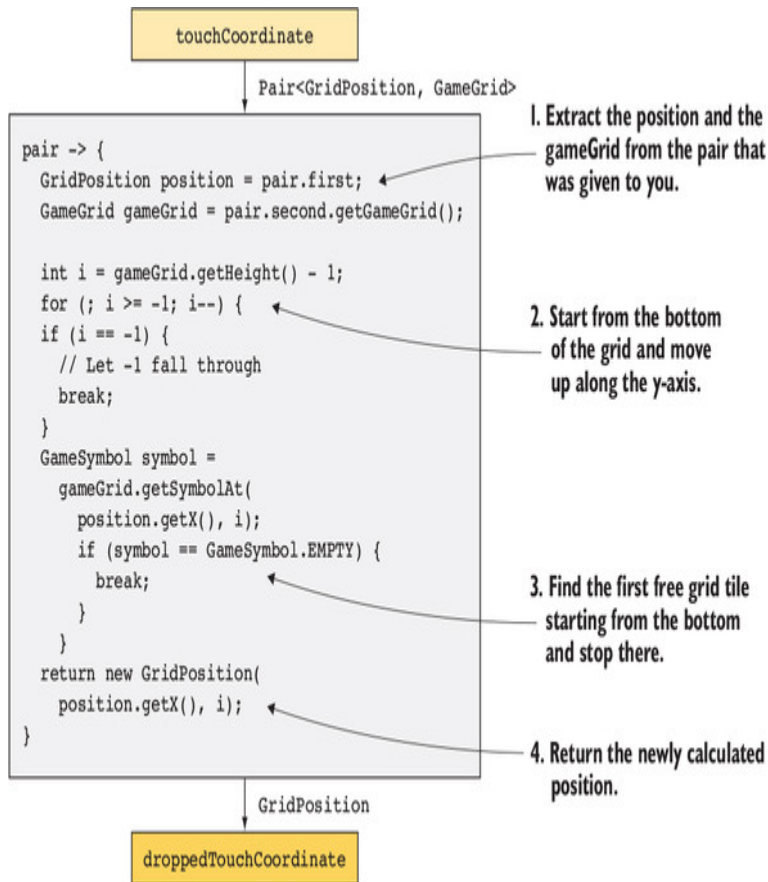 touchCoordinate
Pair<GridPosition, GameGrid>
pair -> {
GridPosition position = pair.first;
GameGrid gameGrid = pair.second.getGameGrid();
int i = gameGrid.getHeight() - 1;
for (; i >= -1; i--) {
if (i == -1) {
// Let -1 fall through
break;
}
GameSymbol symbol =
gameGrid.getSymbolAt(
position.getX(), i);
if (symbol == GameSymbol.EMPTY) {
break;
}
}
return new GridPosition(
position.getX(), i);
}
1. Extract the position and the
gameGrid from the pair that
was given to you.
2. Start from the bottom
of the grid and move
up along the y-axis.
3. Find the first free grid tile
starting from the bottom
and stop there.
4. Return the newly calculated
position.
GridPosition
droppedTouchCoordinate